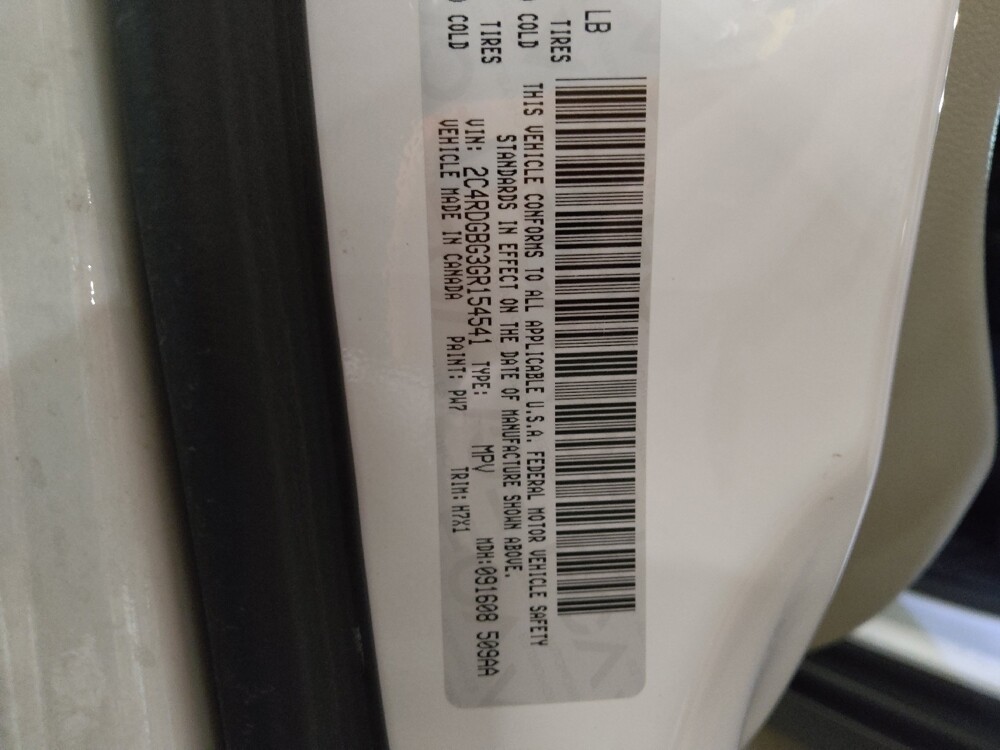 LB
TIRES COLD
TIRES COLD
THIS VEHICLE CONFORMS TO ALL APPLICABLE U.S.A. FEDERAL MOTOR VEHICLE SAFETY
STANDARDS IN EFFECT ON THE DATE OF MANUFACTURE SHOWN ABOVE.
VIN: 2C4RDGBG3GR154541 TYPE: MPV MDH:091608 509AA
VEHICLE MADE IN CANADA PAINT: PW7 TRIM: H7X1